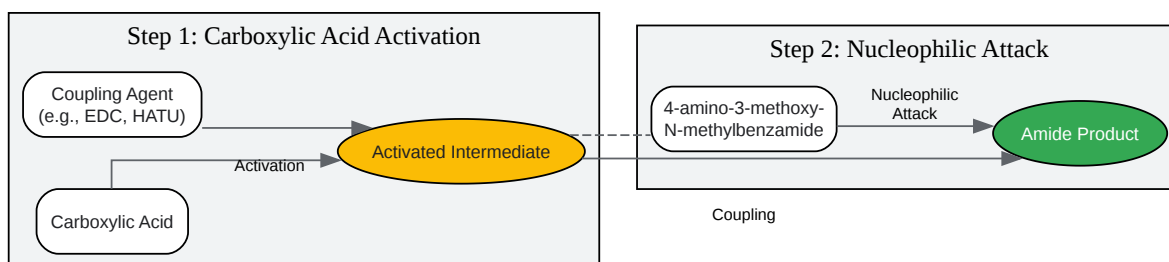 Step 1: Carboxylic Acid Activation
Coupling Agent
(e.g., EDC, HATU)
Activation
Activated Intermediate
Carboxylic Acid
Step 2: Nucleophilic Attack
4-amino-3-methoxy-
N-methylbenzamide
Nucleophilic
Attack
Amide Product
Coupling